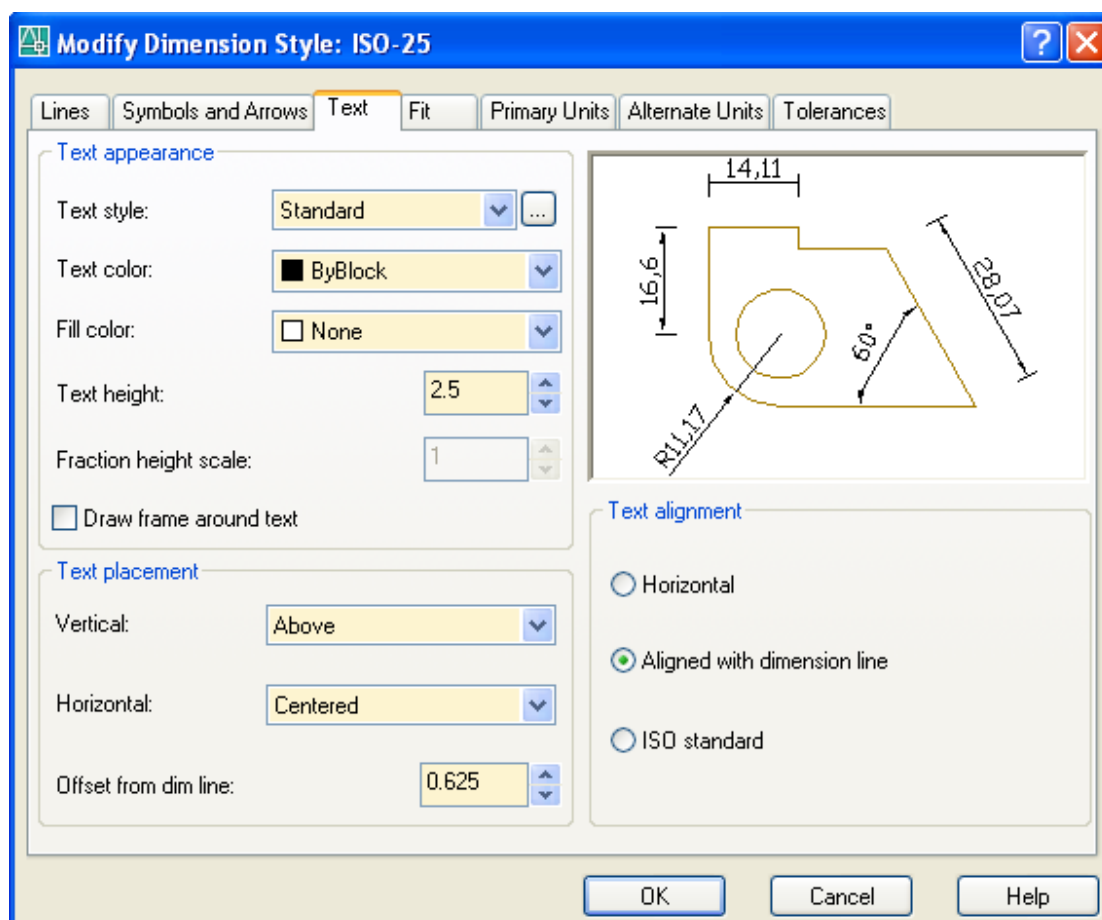 Modify Dimension Style: ISO-25
Lines Symbols and Arrows Text Fit Primary Units Alternate Units Tolerances
Text appearance
Text style: Standard ...
Text color: ByBlock
Fill color: None
Text height: 2.5
Fraction height scale: 1
Draw frame around text
Text placement
Vertical: Above
Horizontal: Centered
Offset from dim line: 0.625
14,11
16,6
28,07
60°
R11,17
Text alignment
Horizontal
Aligned with dimension line
ISO standard
OK Cancel Help